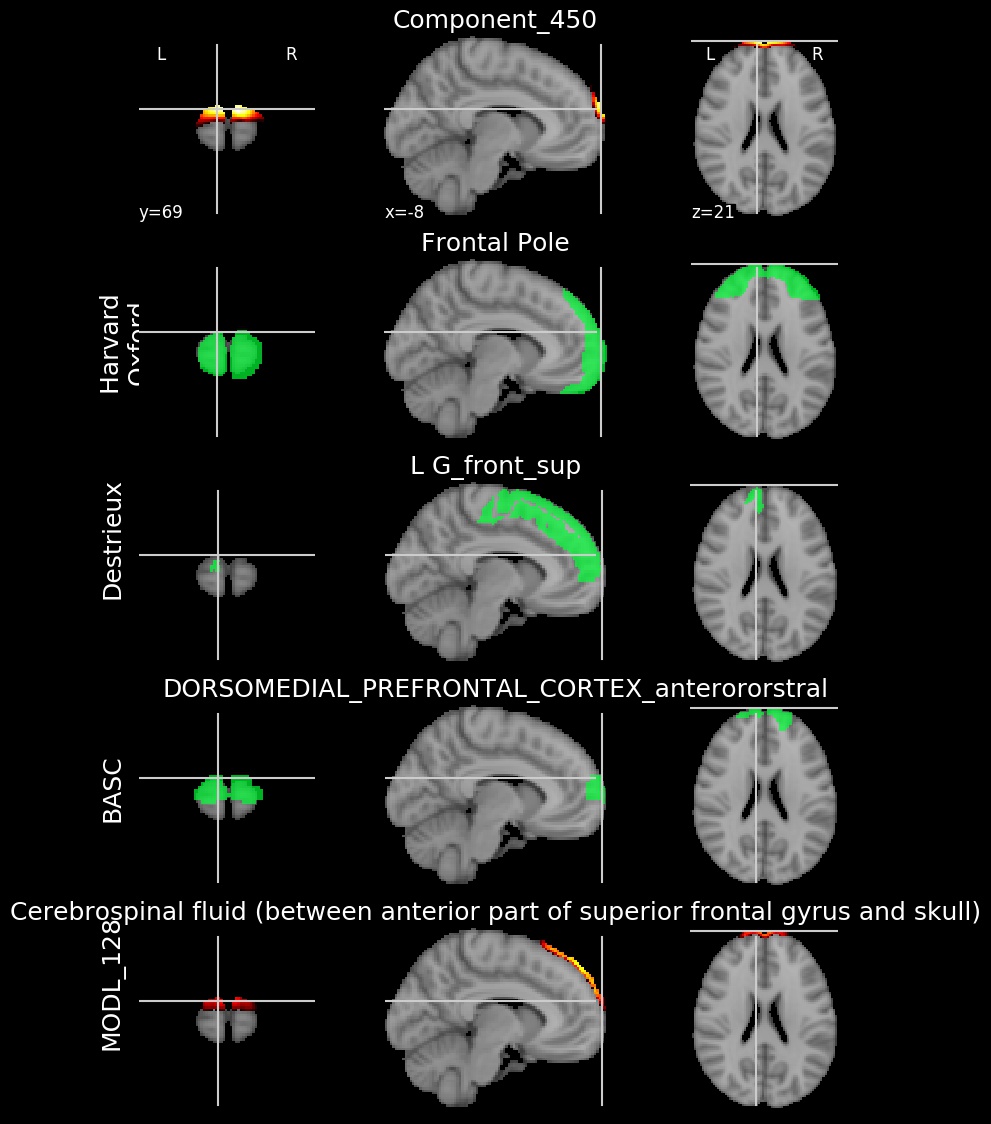 Component_450
L R L R
y=69 x=-8 z=21
Frontal Pole
Harvard
Oxford
L G_front_sup
Destrieux
DORSOMEDIAL_PREFRONTAL_CORTEX_anterororstral
BASC
Cerebrospinal fluid (between anterior part of superior frontal gyrus and skull)
MODL_128